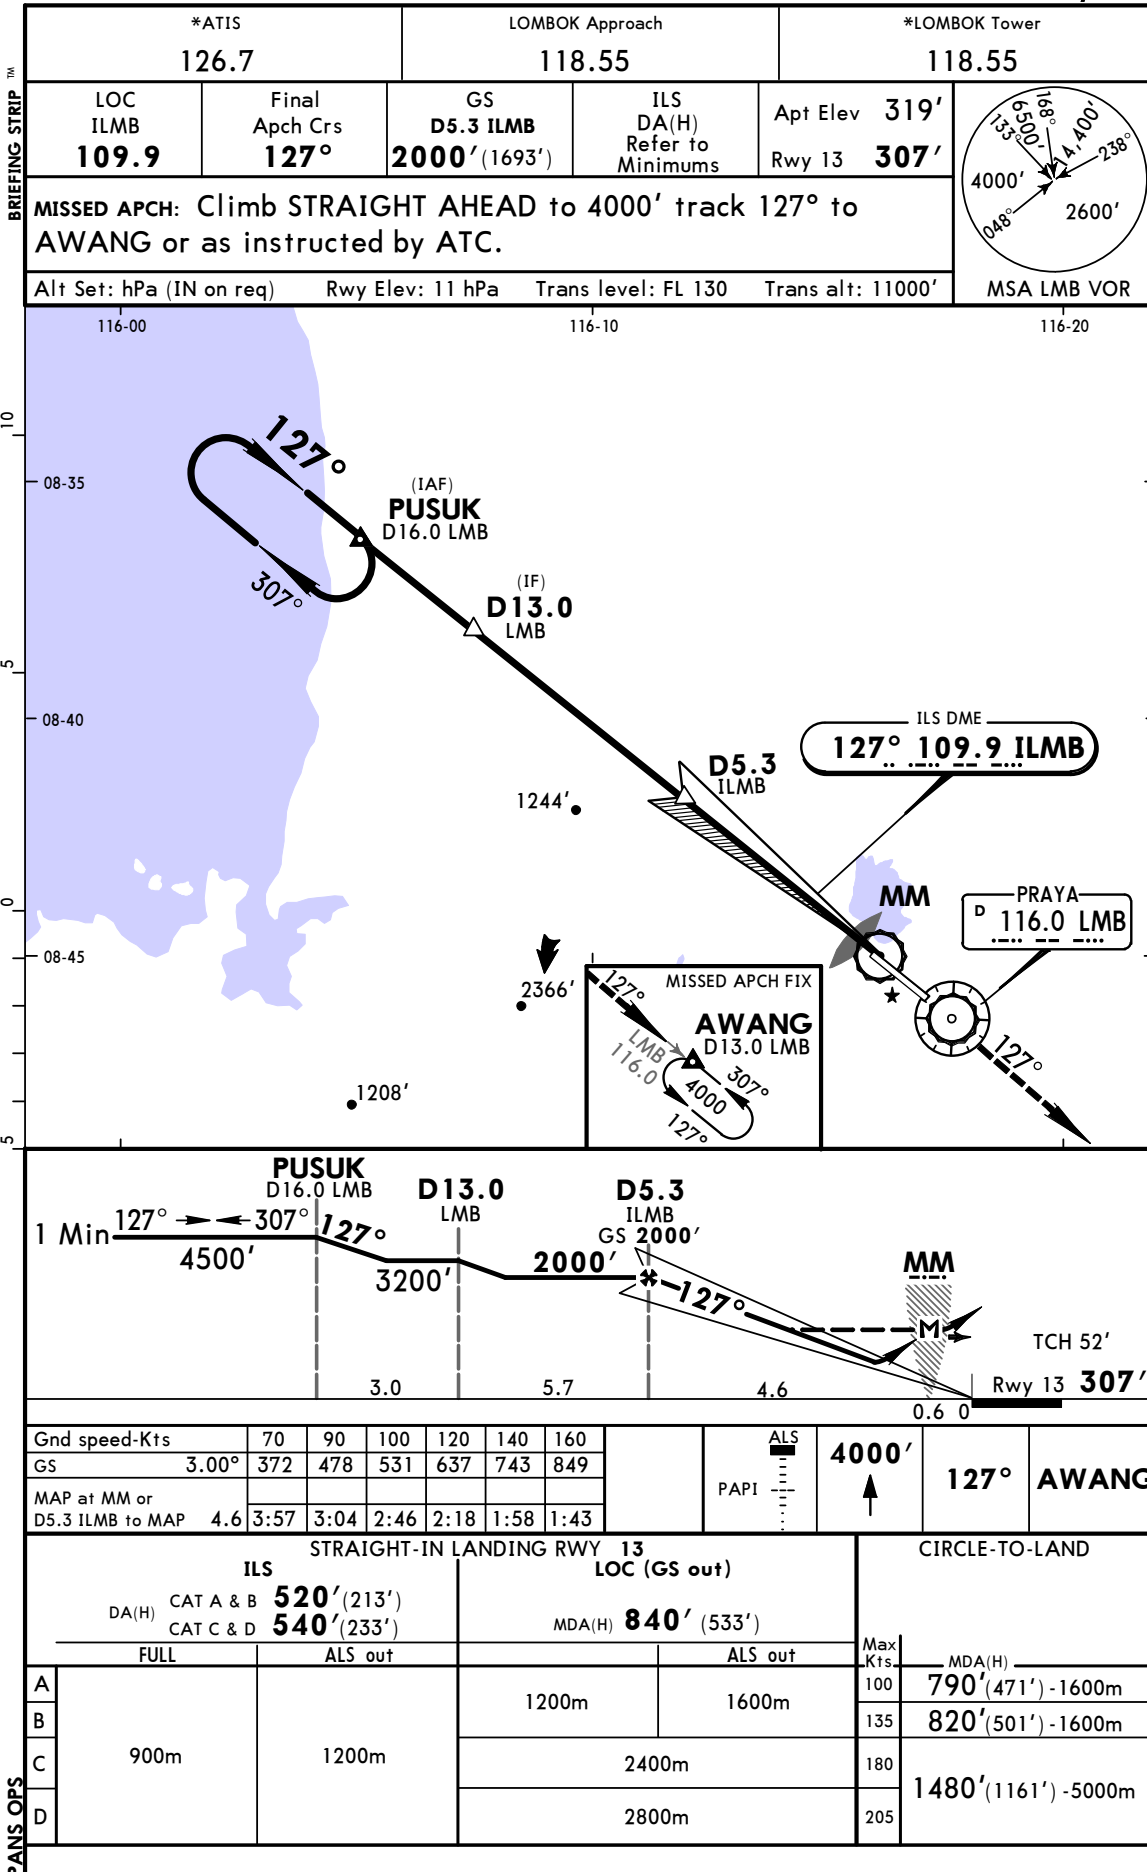 *ATIS
126.7
LOMBOK Approach
118.55
*LOMBOK Tower
118.55
BRIEFING STRIP TM
LOC
ILMB
109.9
Final
Apch Crs
127°
GS
D5.3 ILMB
2000'(1693')
ILS
DA(H)
Refer to
Minimums
Apt Elev 319'
Rwy 13 307'
MISSED APCH: Climb STRAIGHT AHEAD to 4000' track 127° to
AWANG or as instructed by ATC.
Alt Set: hPa (IN on req) Rwy Elev: 11 hPa Trans level: FL 130 Trans alt: 11000'
168°
6500'
133°
14,400'
238°
4000'
048°
2600'
MSA LMB VOR
116-00
116-10
116-20
10
08-35
127°
(IAF)
PUSUK
D16.0 LMB
307°
(IF)
D13.0
LMB
5
08-40
ILS DME
127° 109.9 ILMB
D5.3
ILMB
1244'
MM
PRAYA
D 116.0 LMB
0
08-45
2366'
MISSED APCH FIX
127°
AWANG
D13.0 LMB
LMB
116.0
307°
4000
127°
127°
1208'
5
PUSUK
D16.0 LMB
D13.0
LMB
D5.3
ILMB
GS 2000'
1 Min
127°
307°
127°
4500'
3200'
2000'
127°
MM
M
TCH 52'
Rwy 13 307'
3.0
5.7
4.6
0.6
0
Gnd speed-Kts 70 90 100 120 140 160
GS 3.00° 372 478 531 637 743 849
MAP at MM or
D5.3 ILMB to MAP 4.6 3:57 3:04 2:46 2:18 1:58 1:43
ALS
PAPI
4000'
127°
AWANG
STRAIGHT-IN LANDING RWY 13
CIRCLE-TO-LAND
ILS
LOC (GS out)
DA(H)
CAT A & B 520'(213')
CAT C & D 540'(233')
MDA(H) 840' (533')
FULL
ALS out
ALS out
Max
Kts
MDA(H)
A
1200m
1600m
100
790'(471') -1600m
B
135
820'(501') -1600m
C
900m
1200m
2400m
180
1480'(1161') -5000m
D
2800m
205
PANS OPS